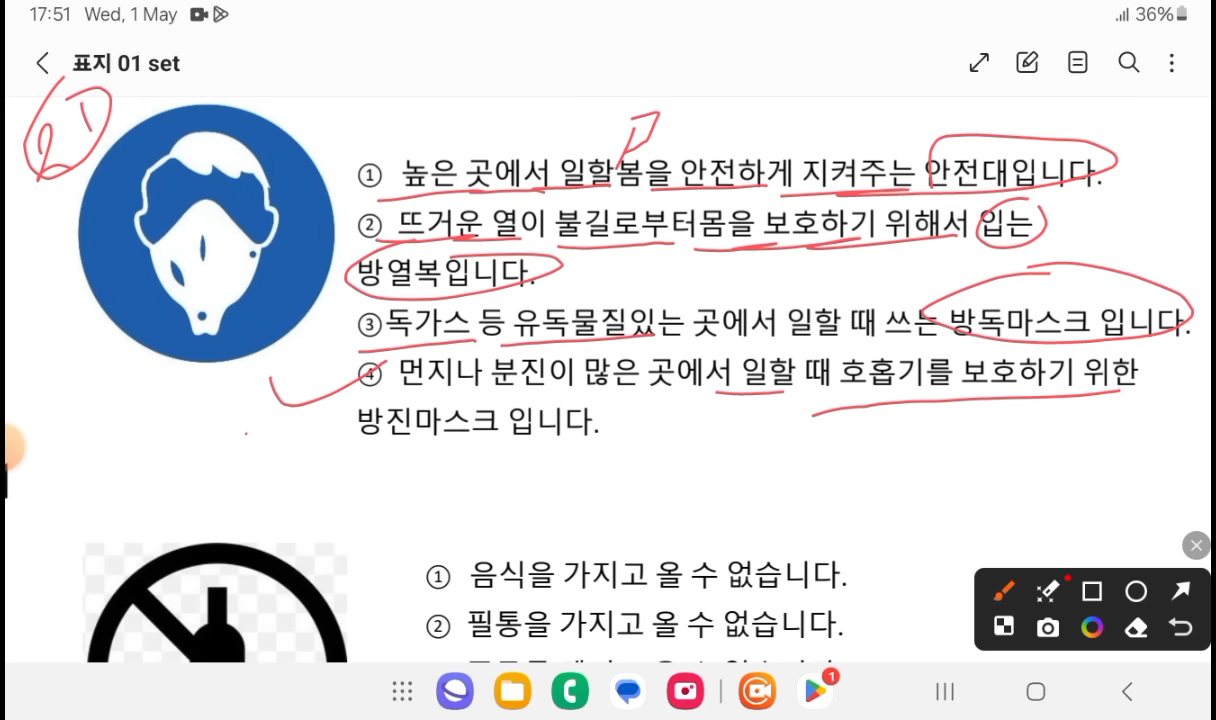 17:51 Wed, 1 May
36%
표지 01 set
21
① 높은 곳에서 일할봄을 안전하게 지켜주는 안전대입니다.
② 뜨거운 열이 불길로부터몸을 보호하기 위해서 입는
방열복입니다.
③독가스 등 유독물질있는 곳에서 일할 때 쓰는 방독마스크 입니다.
④ 먼지나 분진이 많은 곳에서 일할 때 호흡기를 보호하기 위한
방진마스크 입니다.
① 음식을 가지고 올 수 없습니다.
② 필통을 가지고 올 수 없습니다.
1